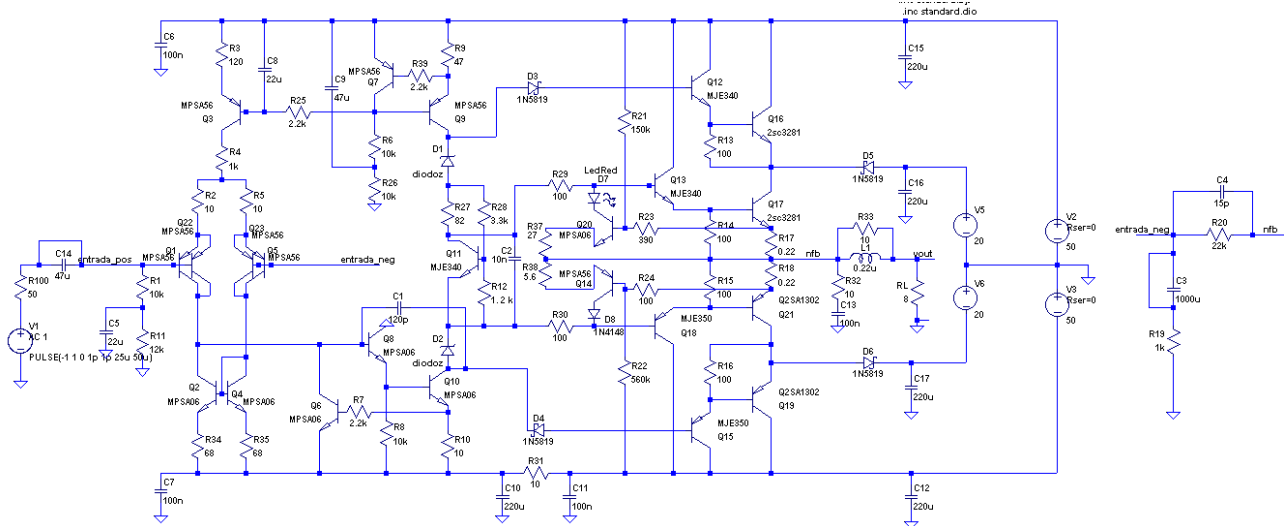 .inc standard.dio
C6
100n
R3
120
C8
22u
MPSA56
Q7
R39
2.2k
R9
47
C9
47u
MPSA56
Q3
R25
2.2k
MPSA56
Q9
D3
1N5819
Q12
MJE340
C15
220u
R21
150k
Q16
2sc3281
R13
100
R4
1k
R6
10k
D1
diodoz
R26
10k
R2
10
R5
10
R27
82
R28
3.3k
R29
100
LedRed
D7
Q13
MJE340
D5
1N5819
C16
220u
Q17
2sc3281
V5
20
V2
Rser=0
50
C4
15p
R20
22k
entrada_neg
nfb
Q22
MPSA56
Q23
MPSA56
Q1
MPSA56
Q5
MPSA56
C14
47u
entrada_pos
entrada_neg
Q11
MJE340
C2
10n
R37
27
Q20
MPSA06
R23
390
R14
100
R17
0.22
nfb
R33
10
L1
0.22u
vout
R100
50
R1
10k
R12
1.2 k
R38
5.6
MPSA56
Q14
R24
100
R15
100
R18
0.22
R32
10
C13
100n
RL
8
V6
20
V3
Rser=0
50
C3
1000u
V1
AC 1
PULSE(-1 1 0 1p 1p 25u 50u)
C5
22u
R11
12k
C1
120p
Q8
MPSA06
D2
diodoz
R30
100
D8
1N4148
MJE350
Q18
Q2SA1302
Q21
R19
1k
D6
1N5819
C17
220u
Q2
MPSA06
Q4
MPSA06
Q6
MPSA06
R7
2.2k
Q10
MPSA06
R22
560k
R16
100
Q2SA1302
Q19
R34
68
R35
68
R8
10k
R10
10
D4
1N5819
MJE350
Q15
C7
100n
R31
10
C10
220u
C11
100n
C12
220u